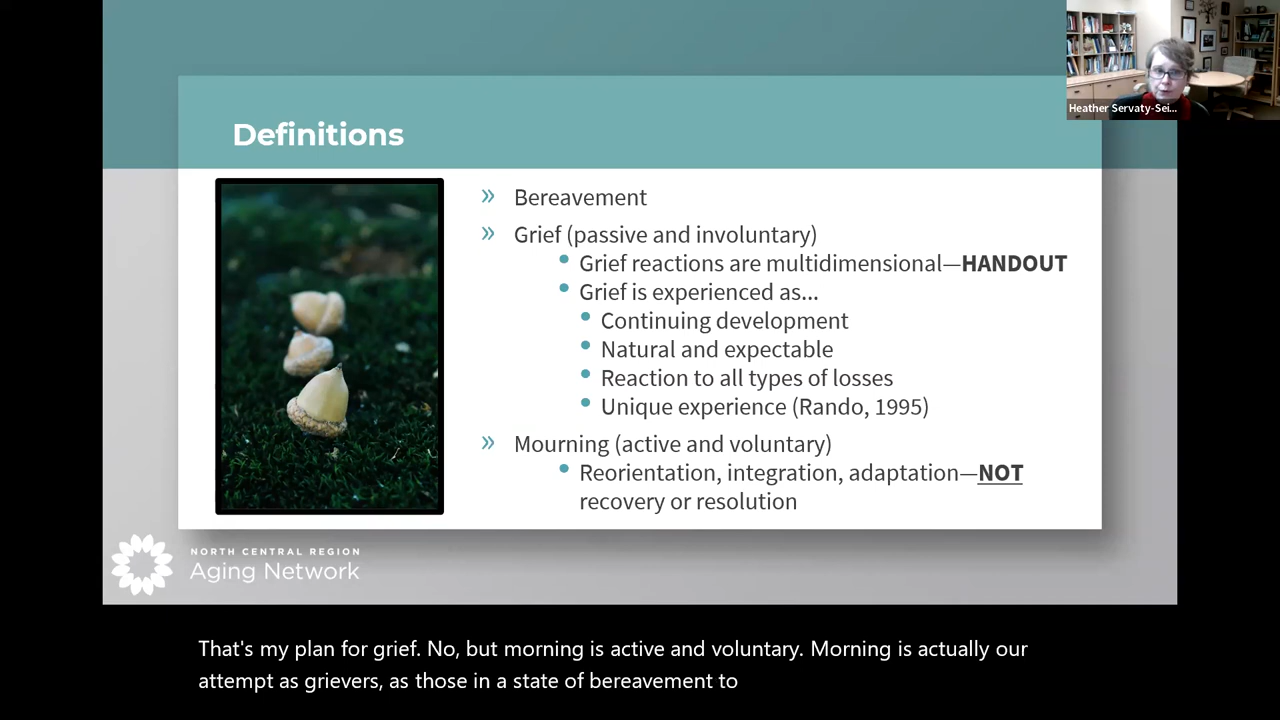 Heather Servaty-Sei...
Definitions
» Bereavement
» Grief (passive and involuntary)
• Grief reactions are multidimensional—HANDOUT
• Grief is experienced as...
• Continuing development
• Natural and expectable
• Reaction to all types of losses
• Unique experience (Rando, 1995)
» Mourning (active and voluntary)
• Reorientation, integration, adaptation—NOT
recovery or resolution
NORTH CENTRAL REGION
Aging Network
That's my plan for grief. No, but morning is active and voluntary. Morning is actually our
attempt as grievers, as those in a state of bereavement to